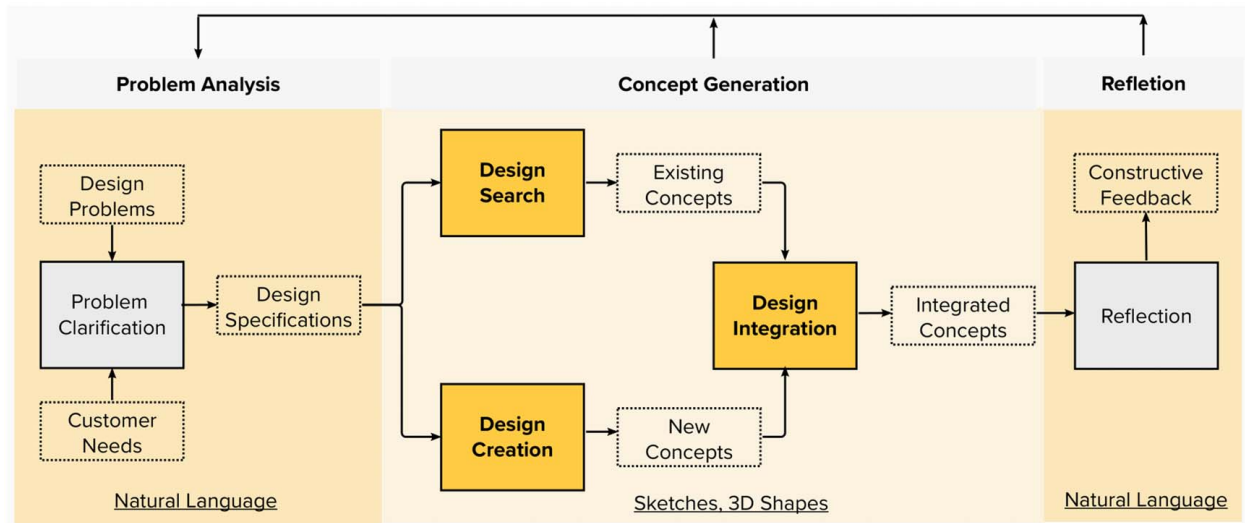 Problem Analysis
Concept Generation
Refletion
Design
Problems
Problem
Clarification
Customer
Needs
Design
Specifications
Natural Language
Design
Search
Existing
Concepts
Design
Creation
New
Concepts
Design
Integration
Integrated
Concepts
Sketches, 3D Shapes
Constructive
Feedback
Reflection
Natural Language